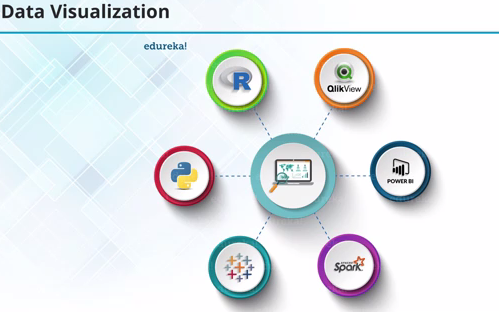 Data Visualization
edureka!
R
QlikView
POWER BI
Spark